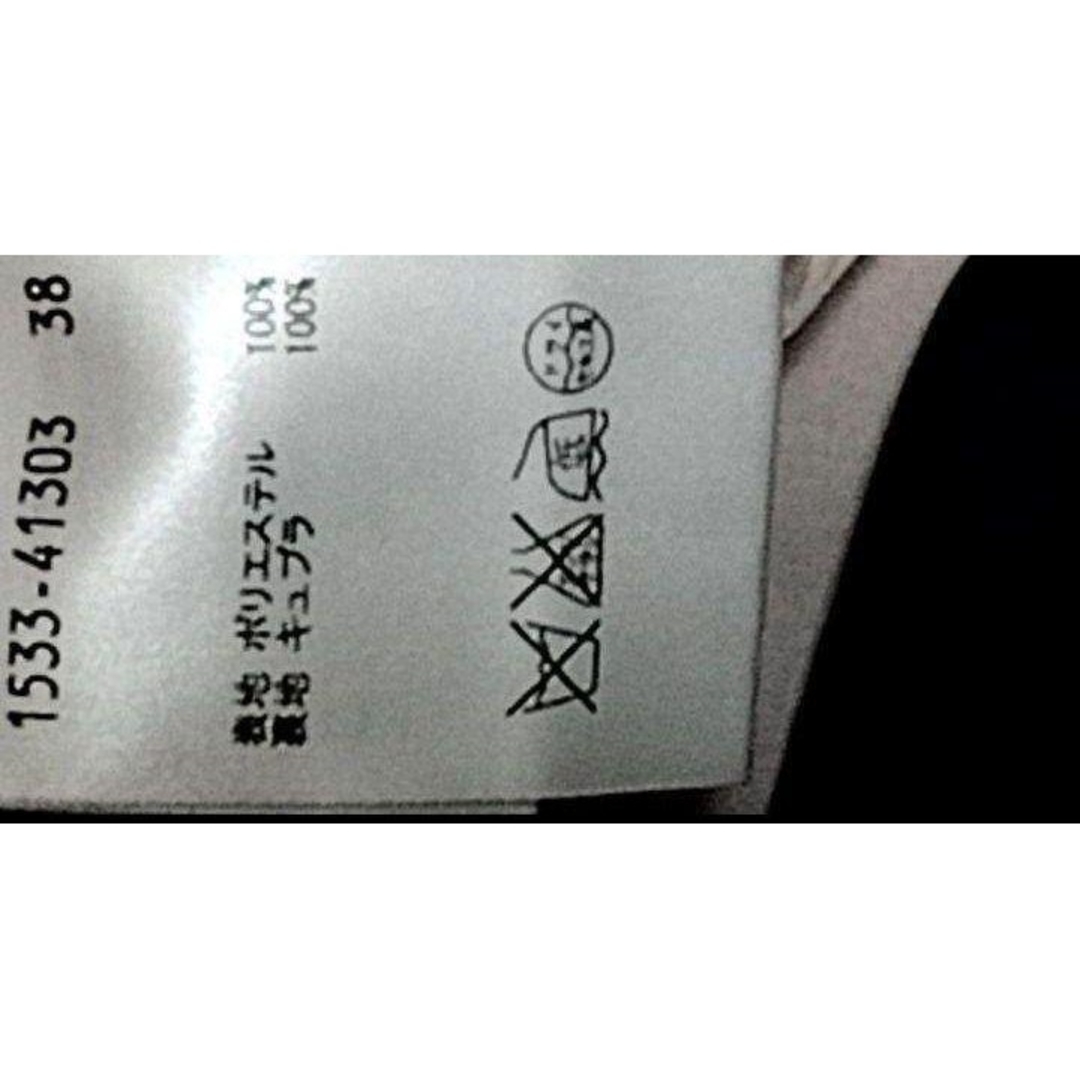 1533-41303 38
表地 ポリエステル 100%
裏地 キュプラ 100%
低